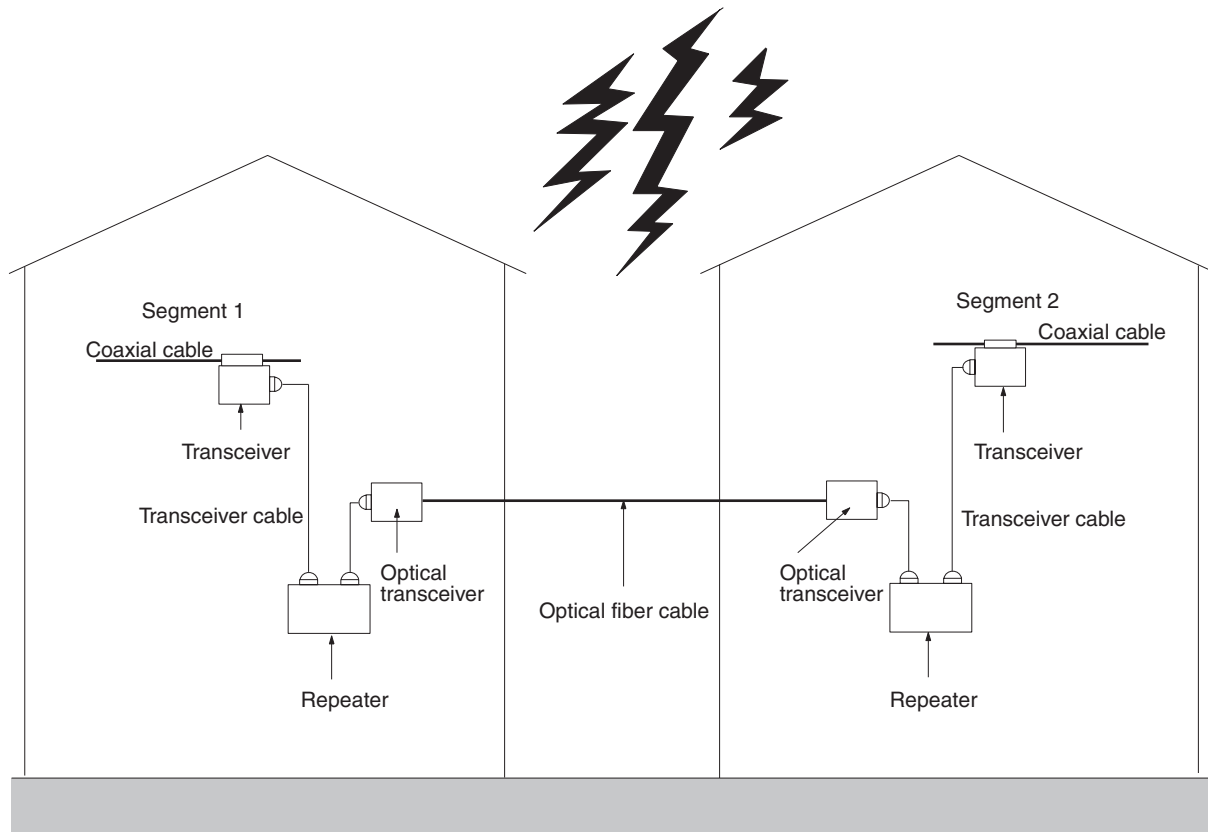 Segment 1
Coaxial cable
Transceiver
Transceiver cable
Optical
transceiver
Repeater
Optical fiber cable
Segment 2
Coaxial cable
Transceiver
Transceiver cable
Optical
transceiver
Repeater